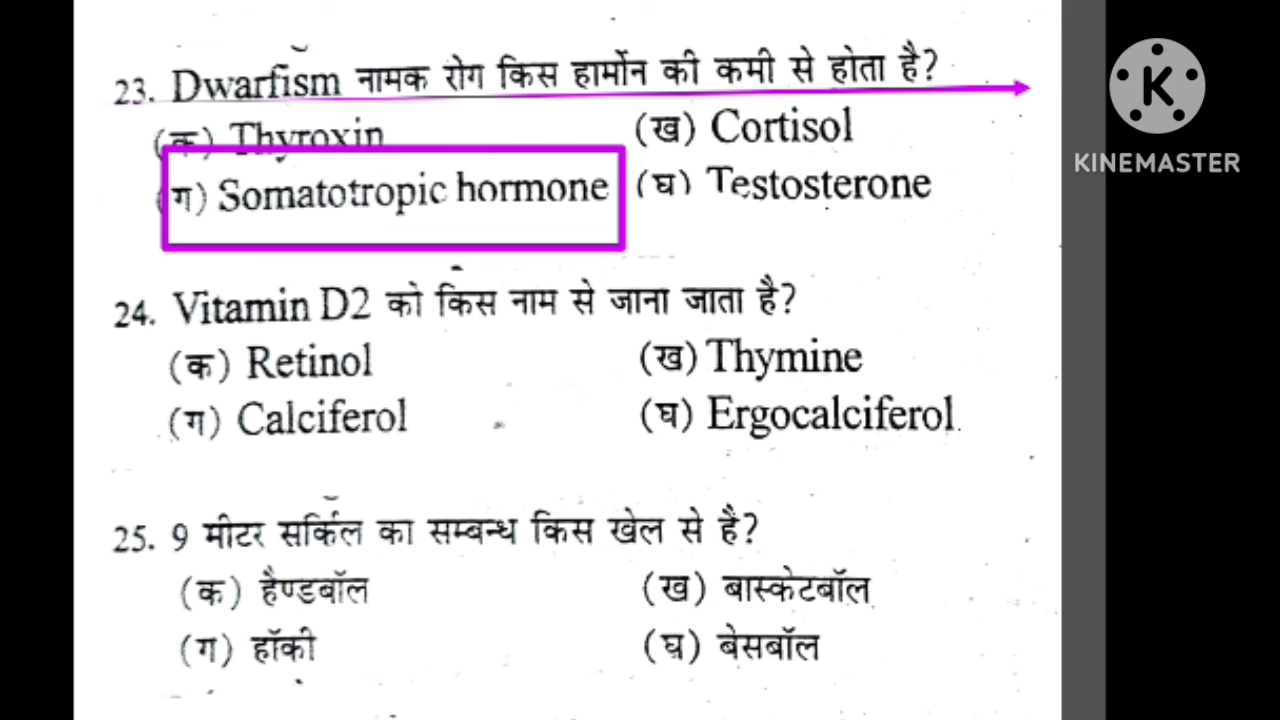 23. Dwarfism नामक रोग किस हार्मोन की कमी से होता है?
(क) Thyroxin (ख) Cortisol
(ग) Somatotropic hormone (घ) Testosterone
24. Vitamin D2 को किस नाम से जाना जाता है?
(क) Retinol (ख) Thymine
(ग) Calciferol (घ) Ergocalciferol
25. 9 मीटर सर्किल का सम्बन्ध किस खेल से है?
(क) हैण्डबॉल (ख) बास्केटबॉल
(ग) हॉकी (घ) बेसबॉल
K
KINEMASTER